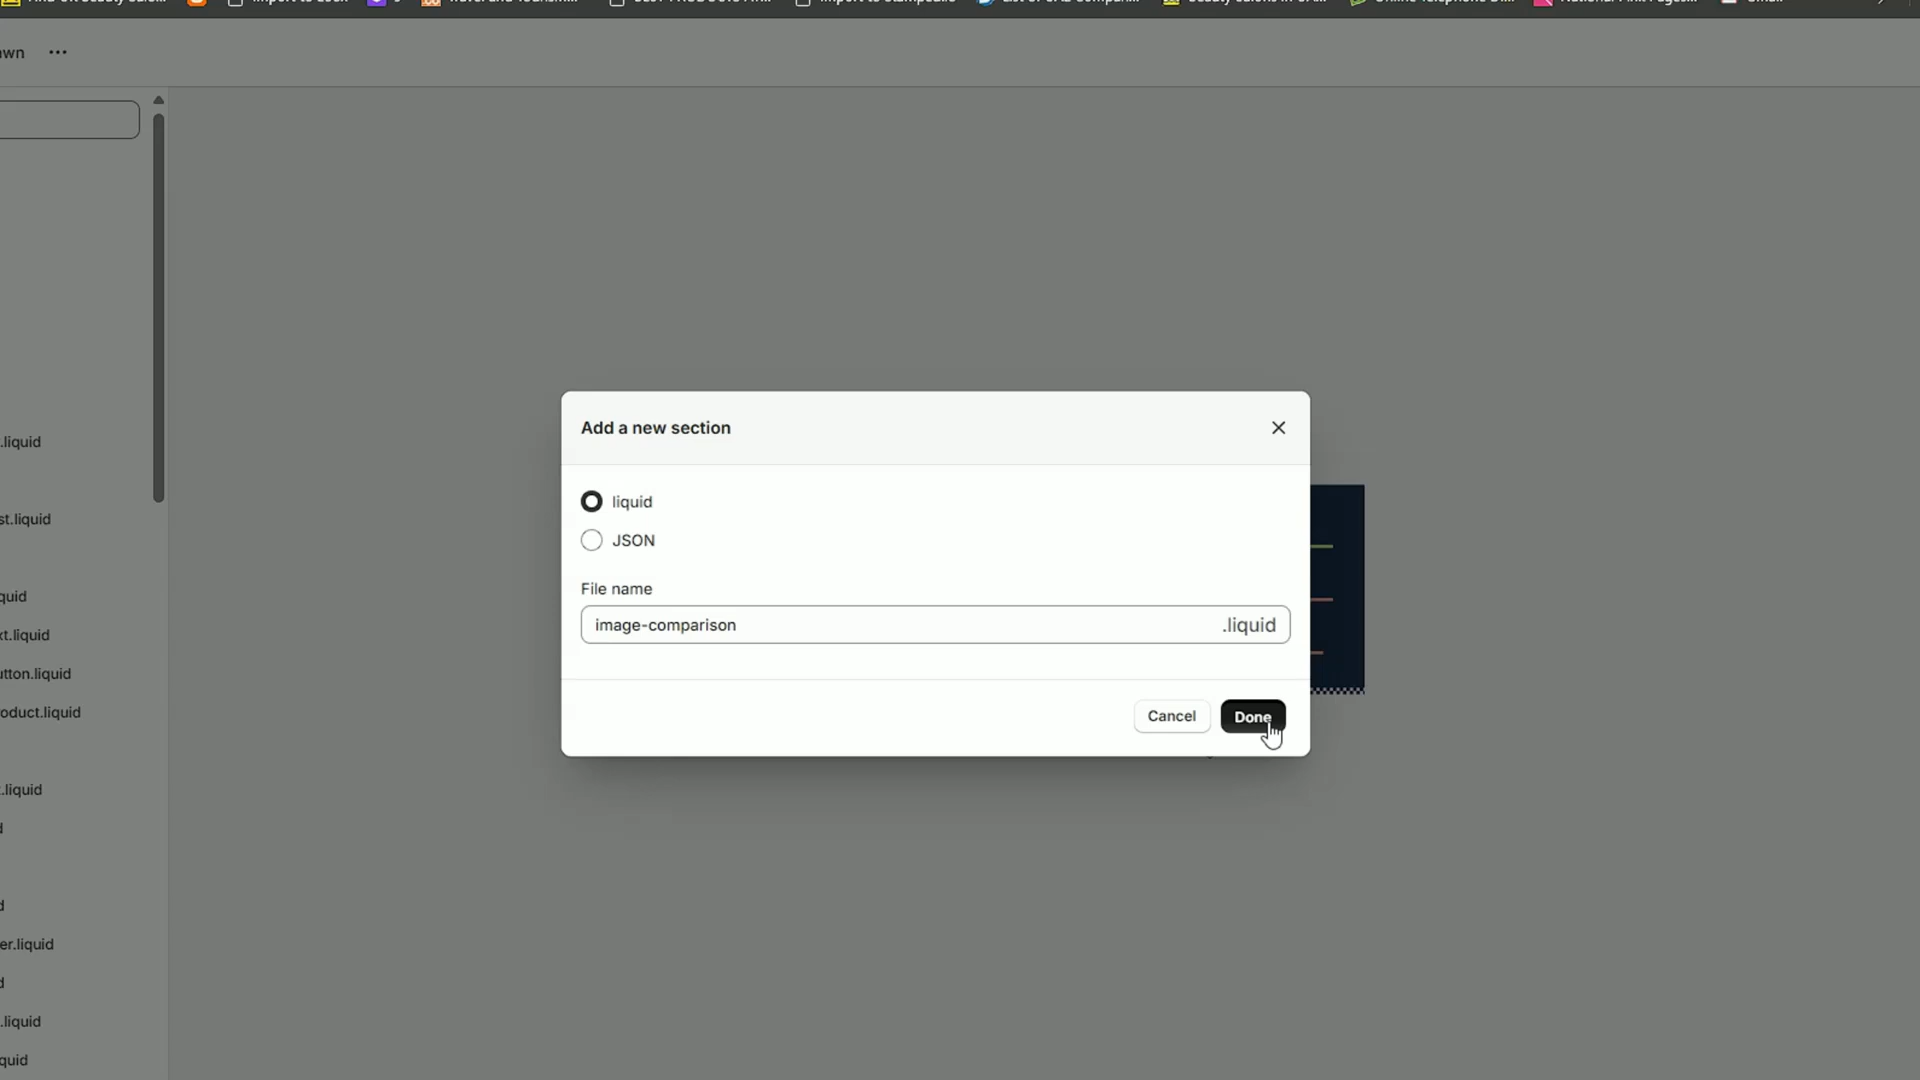 Add a new section
liquid
JSON
File name
image-comparison
.liquid
Cancel
Done
.liquid
st.liquid
quid
xt.liquid
utton.liquid
oduct.liquid
.liquid
er.liquid
.liquid
quid